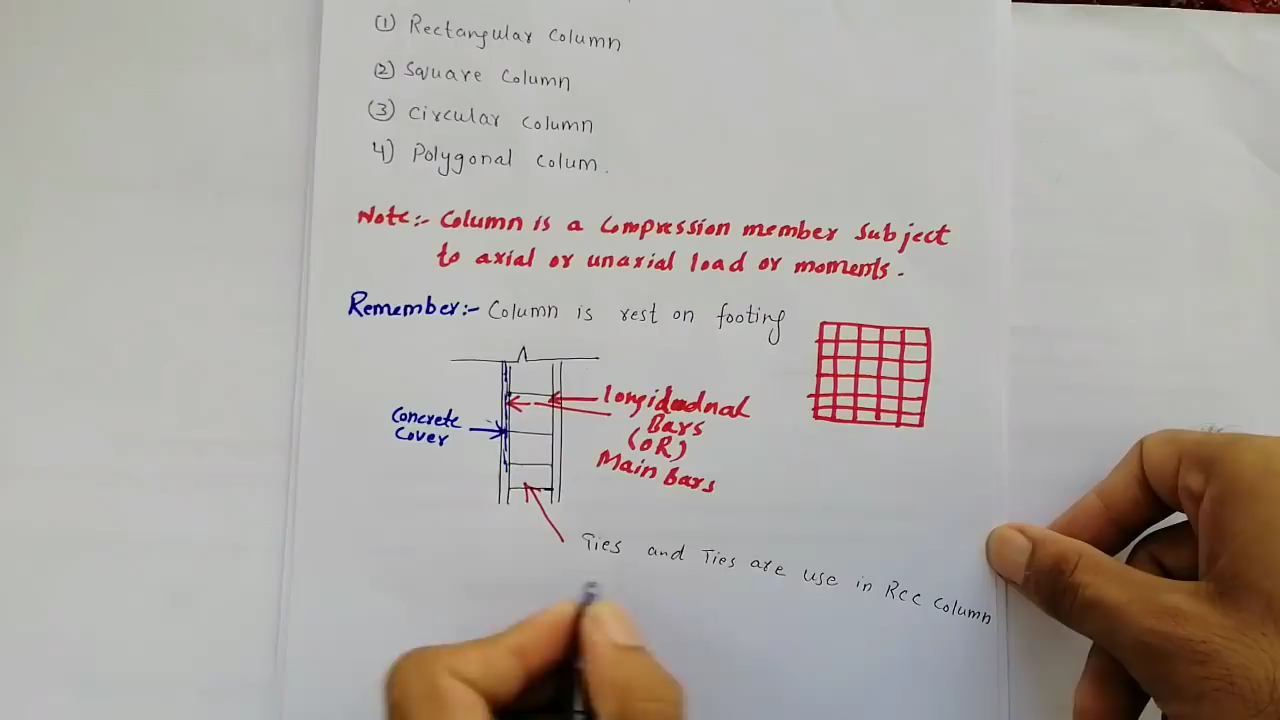 (1) Rectangular Column
(2) Square Column
(3) Circular Column
4) Polygonal Colum.
Note:- Column is a Compression member Subject
to axial or unaxial load or moments.
Remember:- Column is rest on footing
Concrete
Cover
Bars
(OR)
Main Bars
Ties and Ties are use in RCC Column